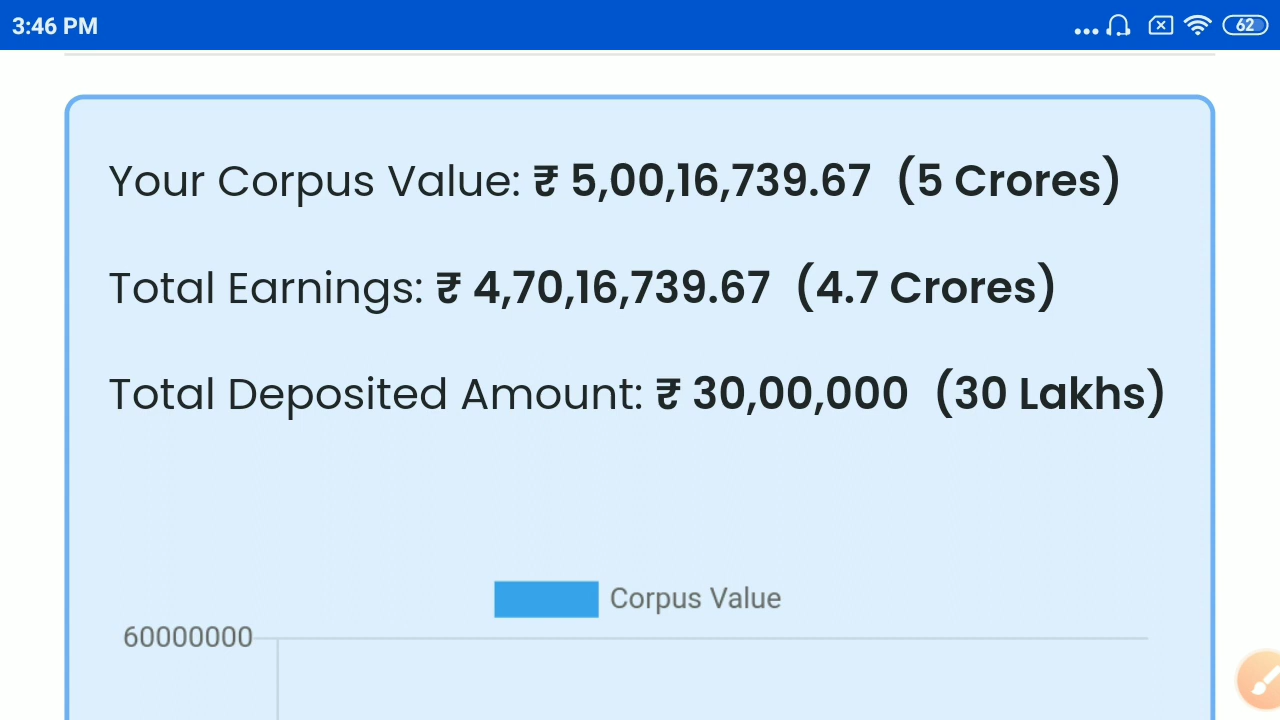 3:46 PM
62
Your Corpus Value: ₹ 5,00,16,739.67 (5 Crores)
Total Earnings: ₹ 4,70,16,739.67 (4.7 Crores)
Total Deposited Amount: ₹ 30,00,000 (30 Lakhs)
Corpus Value
60000000